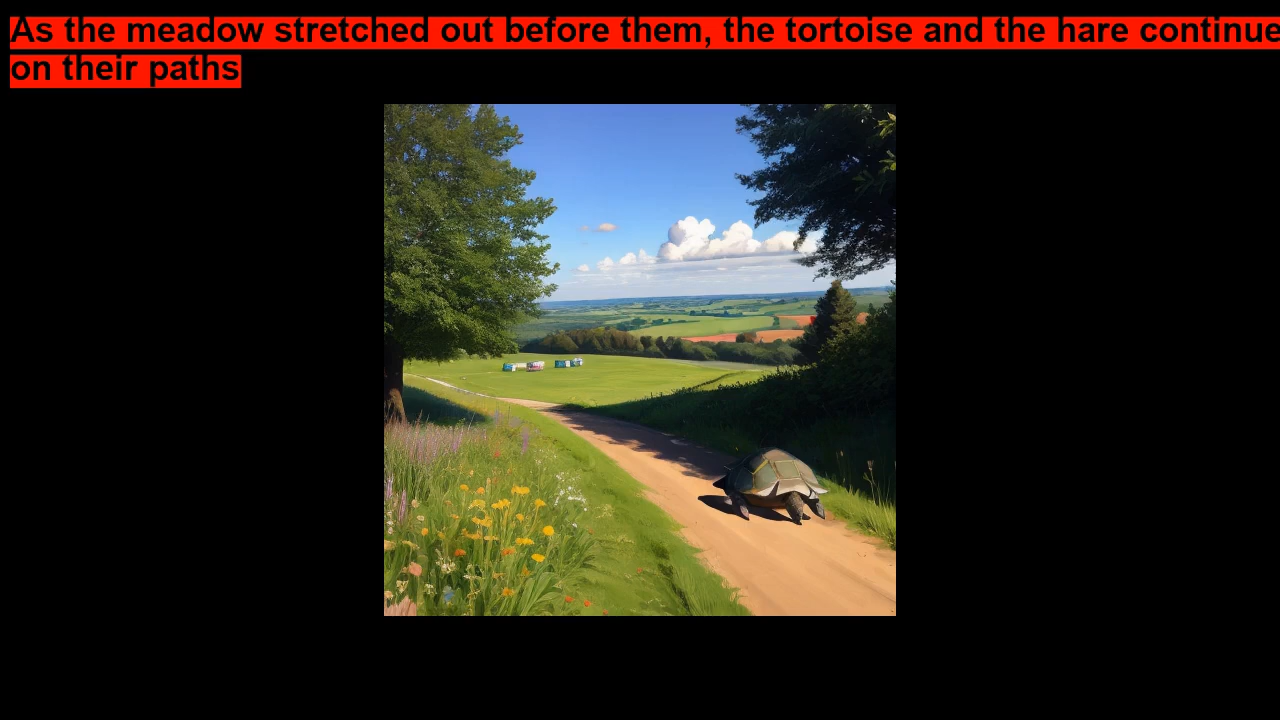 As the meadow stretched out before them, the tortoise and the hare continue
on their paths